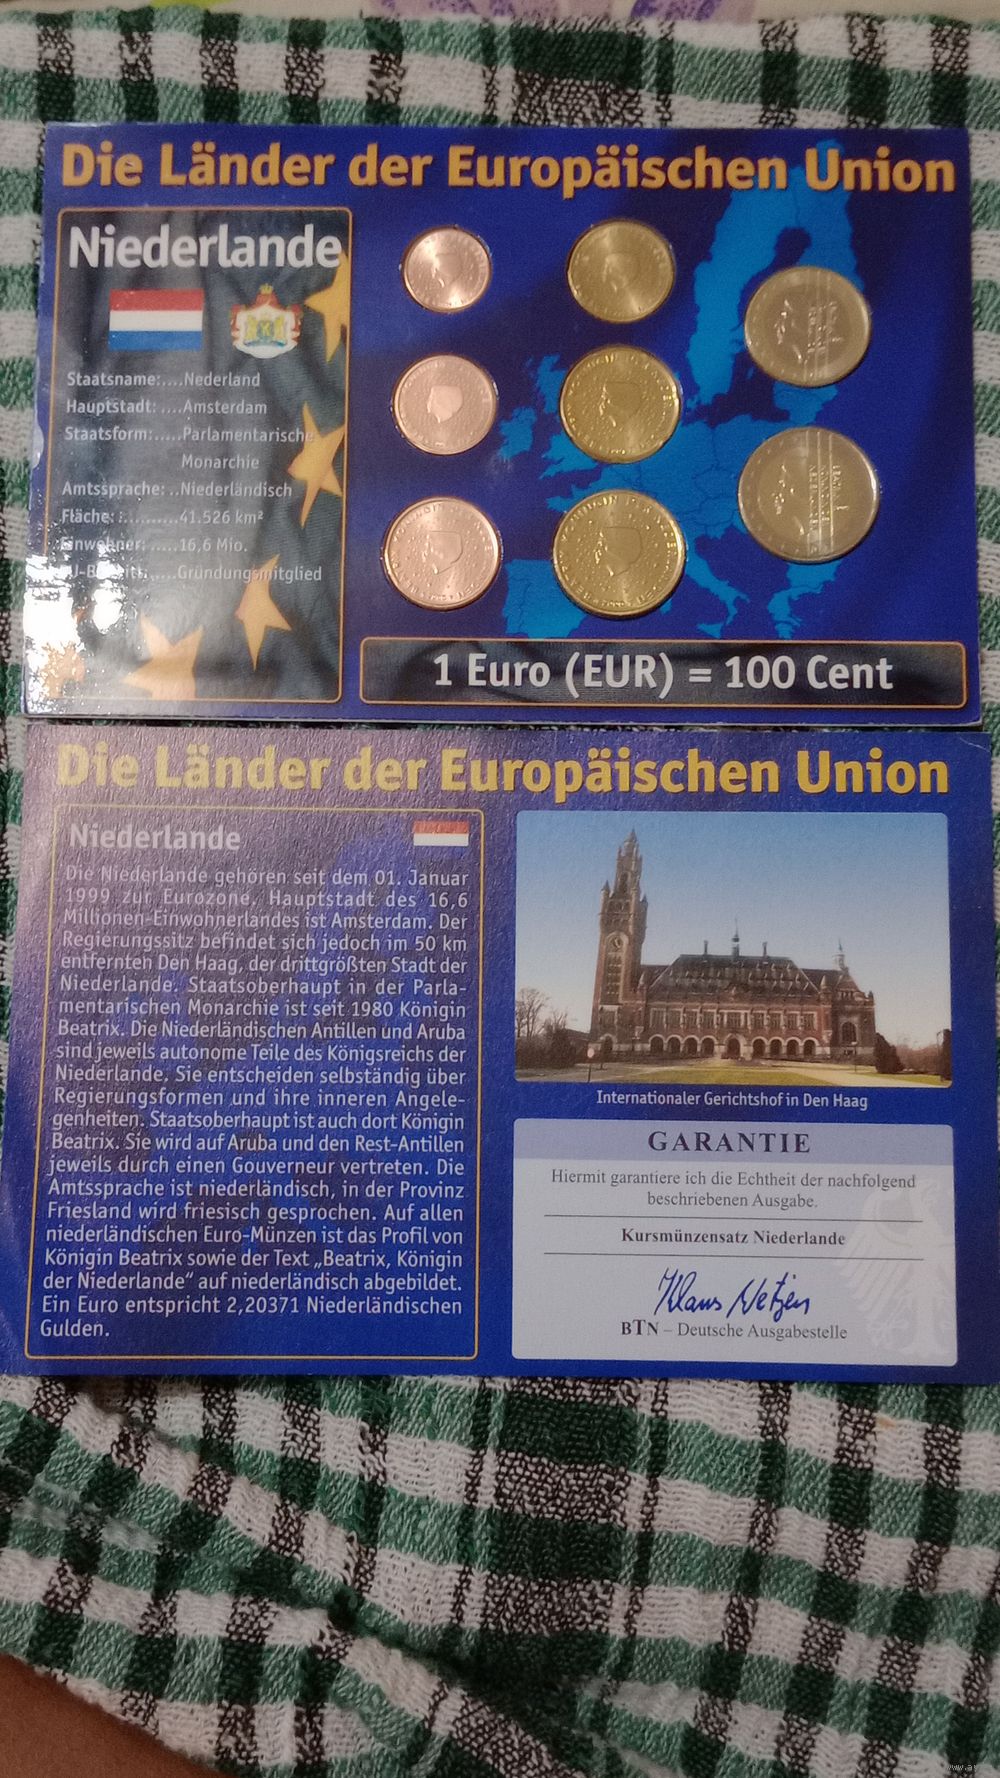 Die Länder der Europäischen Union
Niederlande
Staatsname:....Nederland
Hauptstadt: ....Amsterdam
Staatsform:.....Parlamentarische
Monarchie
Amtssprache: ..Niederländisch
Fläche: ..........41.526 km²
Einwohner: ......16,6 Mio.
Gründungsmitglied
1 Euro (EUR) = 100 Cent
Die Länder der Europäischen Union
Niederlande
Die Niederlande gehören seit dem 01. Januar
1999 zur Eurozone. Hauptstadt des 16,6
Millionen-Einwohnerlandes ist Amsterdam. Der
Regierungssitz befindet sich jedoch im 50 km
entfernten Den Haag, der drittgrößten Stadt der
Niederlande. Staatsoberhaupt in der Parla-
mentarischen Monarchie ist seit 1980 Königin
Beatrix. Die Niederländischen Antillen und Aruba
sind jeweils autonome Teile des Königsreichs der
Niederlande. Sie entscheiden selbständig über
Regierungsformen und ihre inneren Angele-
genheiten. Staatsoberhaupt ist auch dort Königin
Beatrix. Sie wird auf Aruba und den Rest-Antillen
jeweils durch einen Gouverneur vertreten. Die
Amtssprache ist niederländisch, in der Provinz
Friesland wird friesisch gesprochen. Auf allen
niederländischen Euro-Münzen ist das Profil von
Königin Beatrix sowie der Text „Beatrix, Königin
der Niederlande“ auf niederländisch abgebildet.
Ein Euro entspricht 2,20371 Niederländischen
Gulden.
Internationaler Gerichtshof in Den Haag
GARANTIE
Hiermit garantiere ich die Echtheit der nachfolgend
beschriebenen Ausgabe.
Kursmünzensatz Niederlande
Klaus Netzen
BTN – Deutsche Ausgabestelle